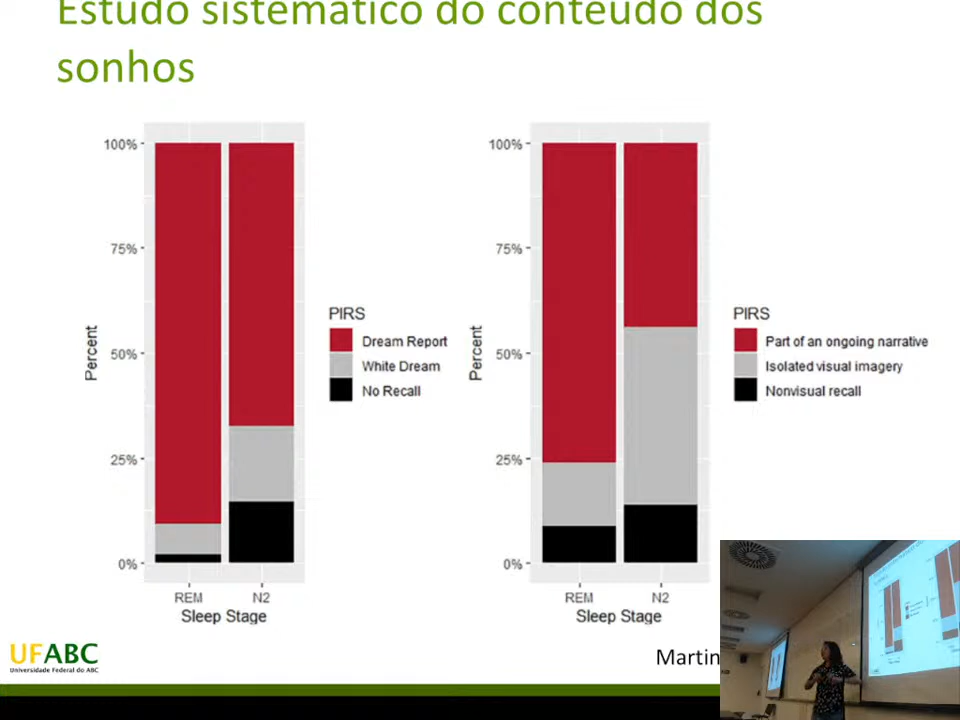 Estudo sistemático do conteúdo dos
sonhos
100%
75%
50%
25%
0%
Percent
REM
N2
Sleep Stage
PIRS
Dream Report
White Dream
No Recall
100%
75%
50%
25%
0%
Percent
REM
N2
Sleep Stage
PIRS
Part of an ongoing narrative
Isolated visual imagery
Nonvisual recall
UFABC
Universidade Federal do ABC
Martin